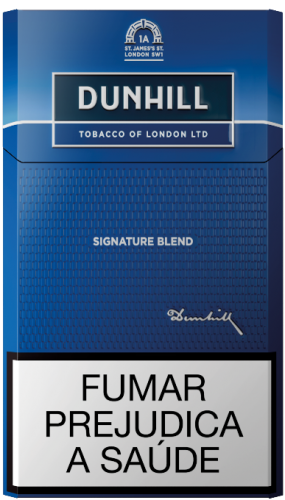 1A
ST. JAMES'S ST.
LONDON SW1
DUNHILL
TOBACCO OF LONDON LTD
SIGNATURE BLEND
Dunhill
FUMAR
PREJUDICA
A SAÚDE